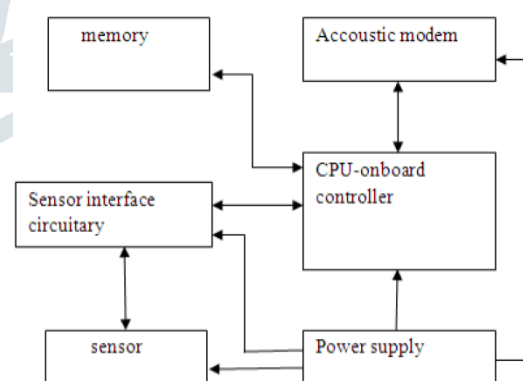 memory
Accoustic modem
CPU-onboard
controller
Sensor interface
circuitary
sensor
Power supply